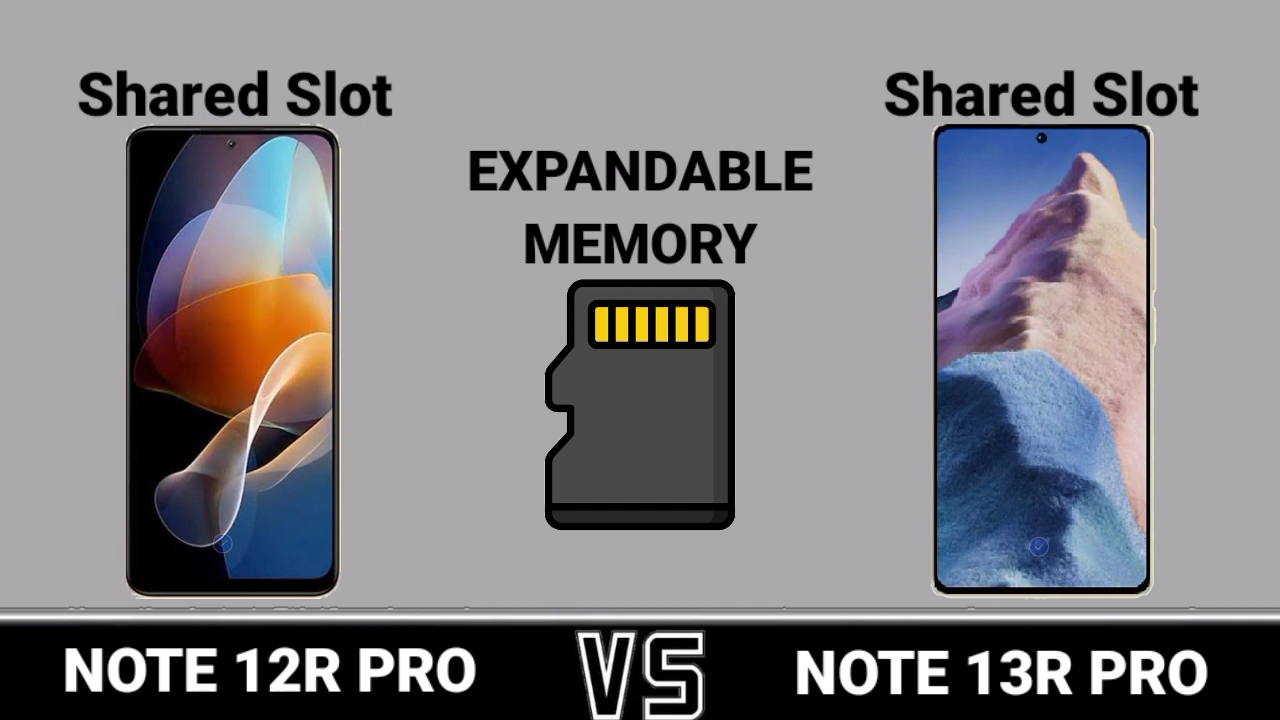 Shared Slot
Shared Slot
EXPANDABLE
MEMORY
NOTE 12R PRO
VS
NOTE 13R PRO